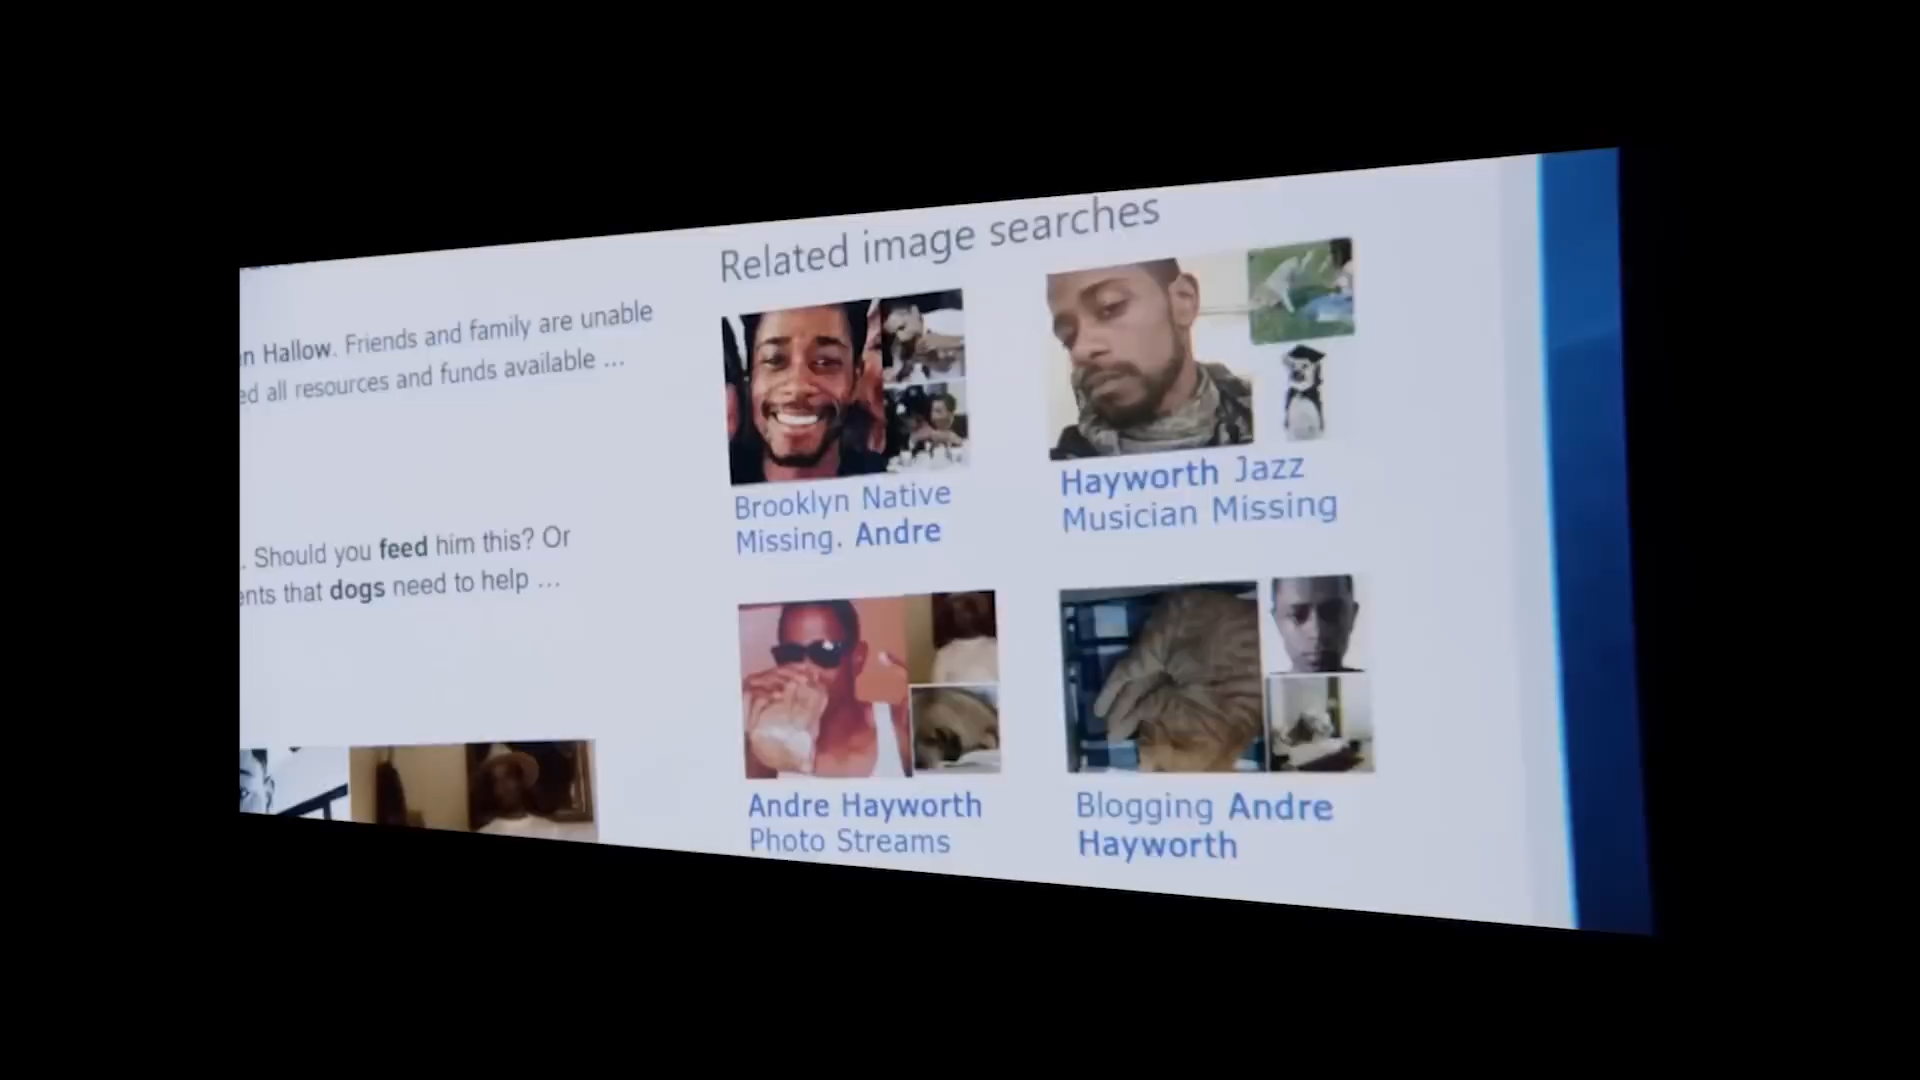 Related image searches
n Hallow. Friends and family are unable
ed all resources and funds available ...
Brooklyn Native
Missing. Andre
Hayworth Jazz
Musician Missing
. Should you feed him this? Or
ents that dogs need to help ...
Andre Hayworth
Photo Streams
Blogging Andre
Hayworth